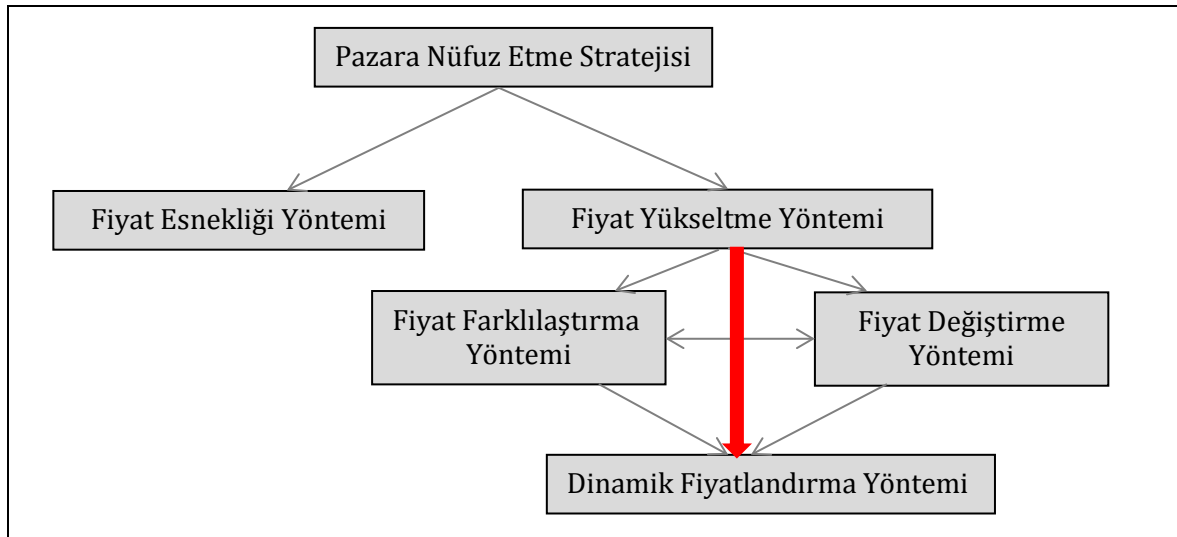 Pazara Nüfuz Etme Stratejisi
Fiyat Esnekliği Yöntemi
Fiyat Yükseltme Yöntemi
Fiyat Farklılaştırma
Yöntemi
Fiyat Değiştirme
Yöntemi
Dinamik Fiyatlandırma Yöntemi